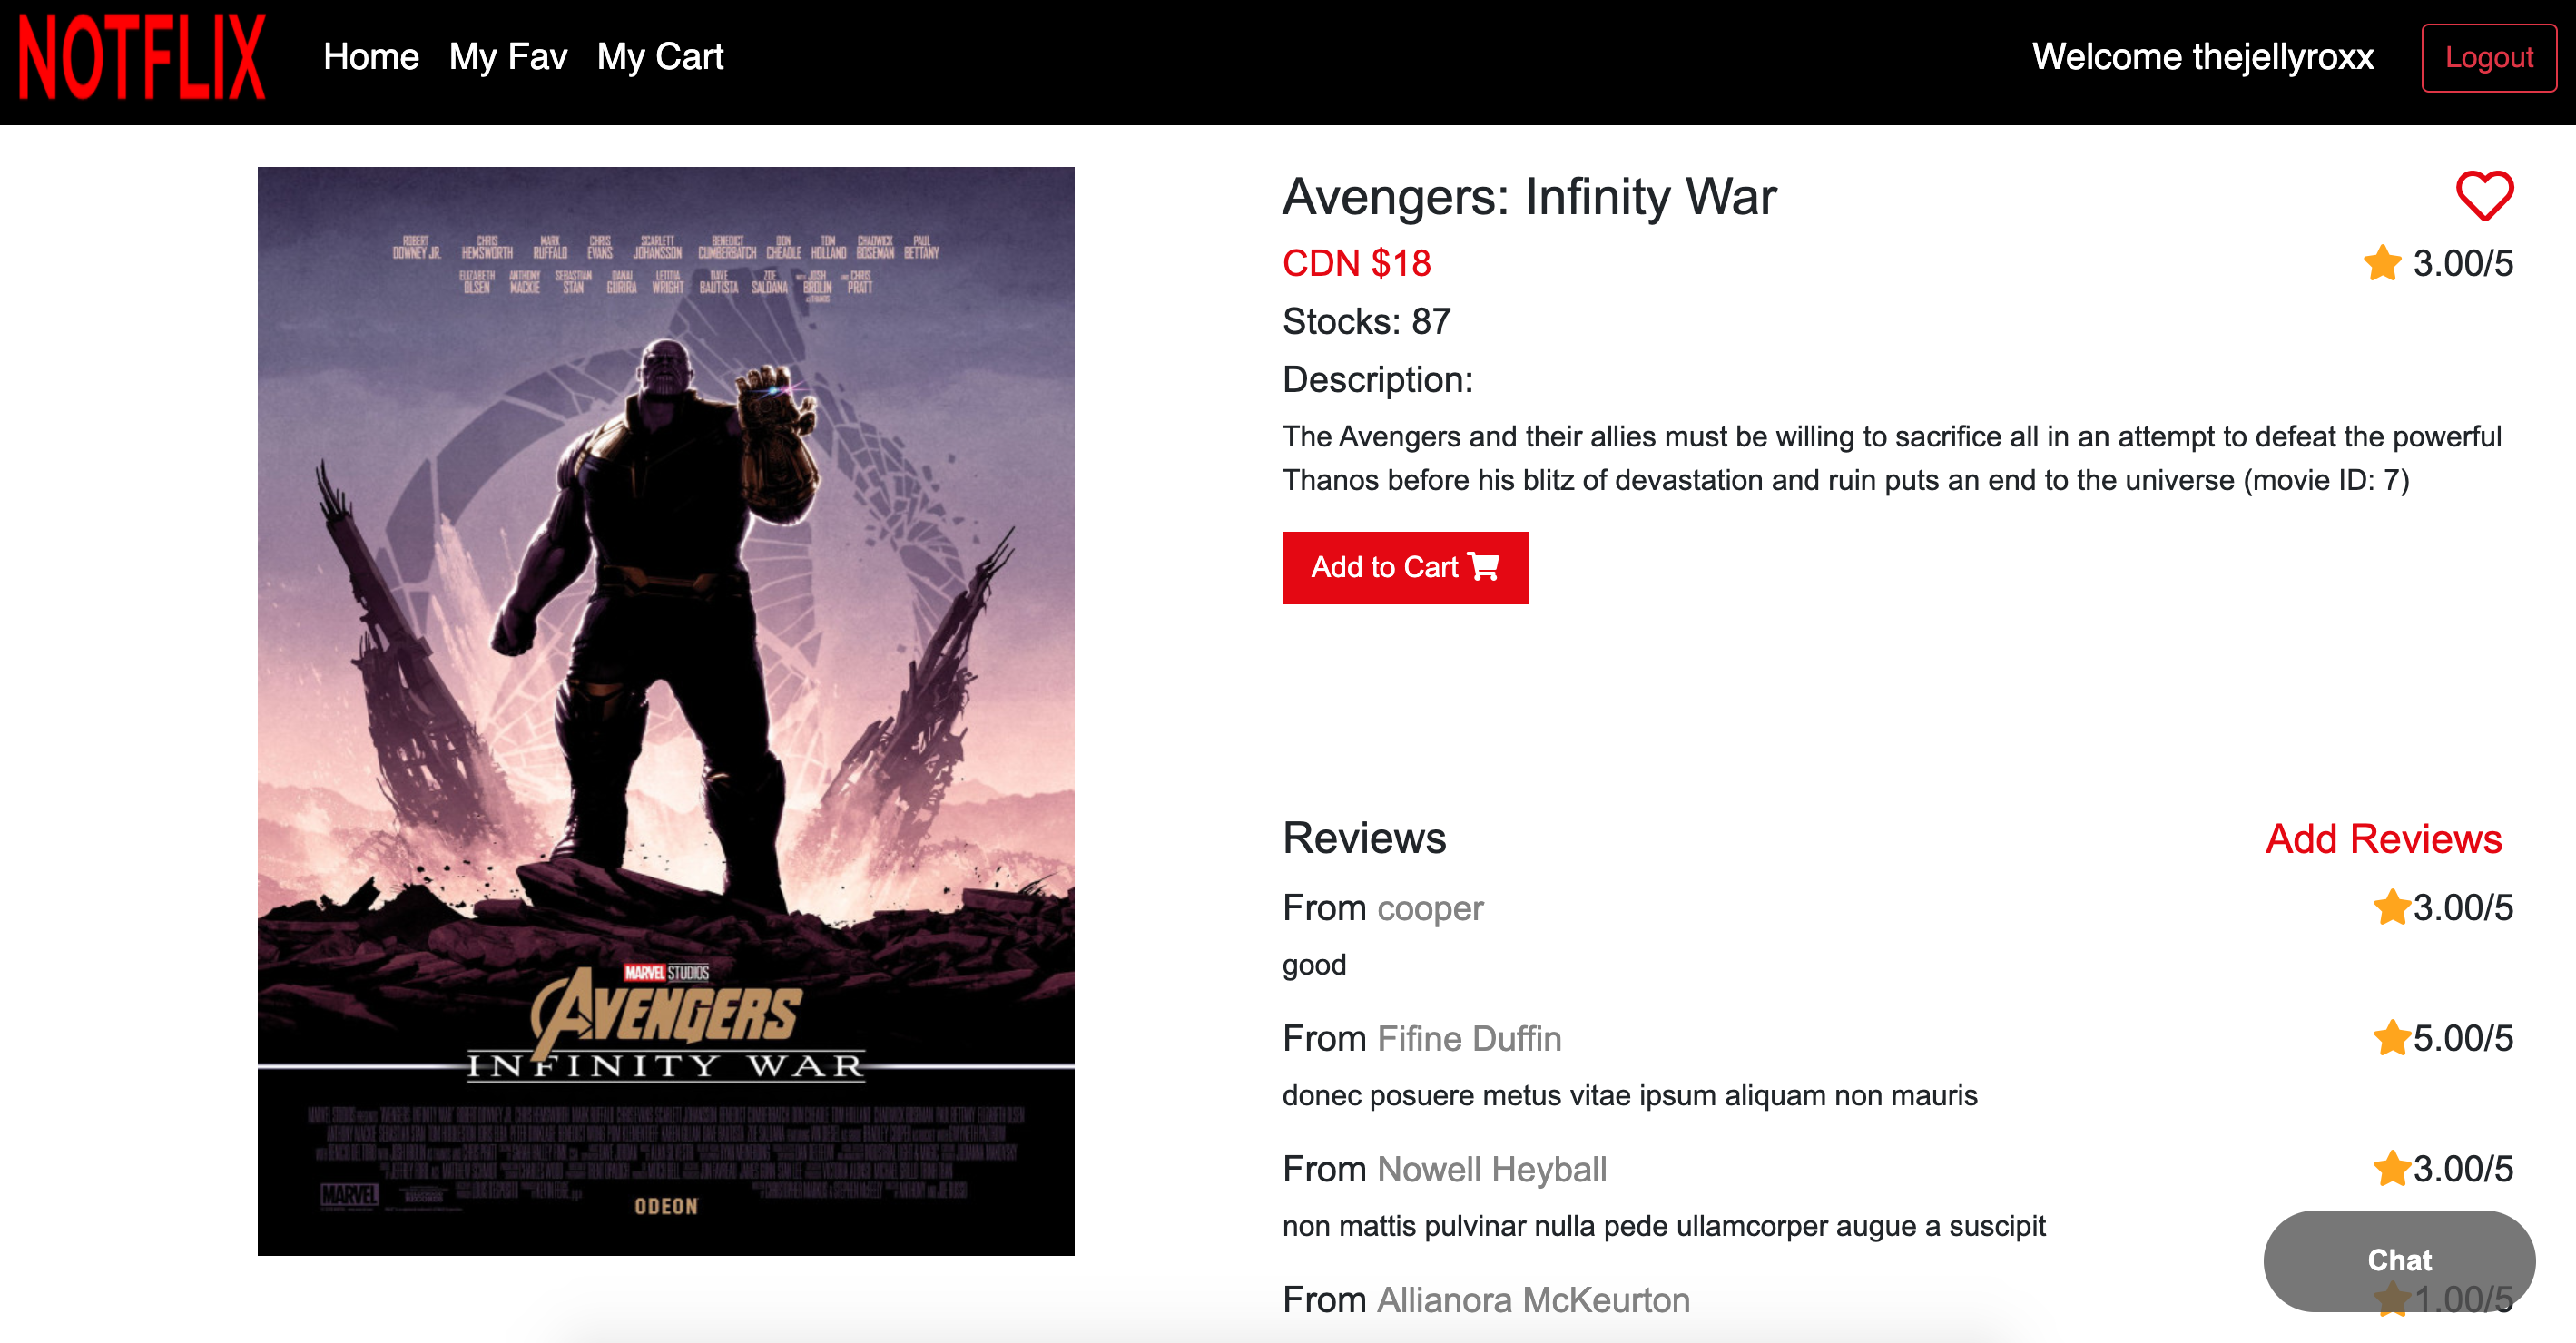 NOTFLIX
Home My Fav My Cart
Welcome thejellyroxx
Logout
ROBERT DOWNEY JR. CHRIS HEMSWORTH MARK RUFFALO CHRIS EVANS SCARLETT JOHANSSON BENEDICT CUMBERBATCH DON CHEADLE TOM HOLLAND CHADWICK BOSEMAN PAUL BETTANY
ELIZABETH OLSEN ANTHONY MACKIE SEBASTIAN STAN DANAI GURIRA LETITIA WRIGHT DAVE BAUTISTA ZOE SALDANA WITH JOSH BROLIN AS THANOS AND CHRIS PRATT
MARVEL STUDIOS
AVENGERS
INFINITY WAR
MARVEL
ODEON
Avengers: Infinity War
CDN $18
3.00/5
Stocks: 87
Description:
The Avengers and their allies must be willing to sacrifice all in an attempt to defeat the powerful
Thanos before his blitz of devastation and ruin puts an end to the universe (movie ID: 7)
Add to Cart
Reviews
Add Reviews
From cooper
3.00/5
good
From Fifine Duffin
5.00/5
donec posuere metus vitae ipsum aliquam non mauris
From Nowell Heyball
3.00/5
non mattis pulvinar nulla pede ullamcorper augue a suscipit
Chat
From Allianora McKeurton
1.00/5